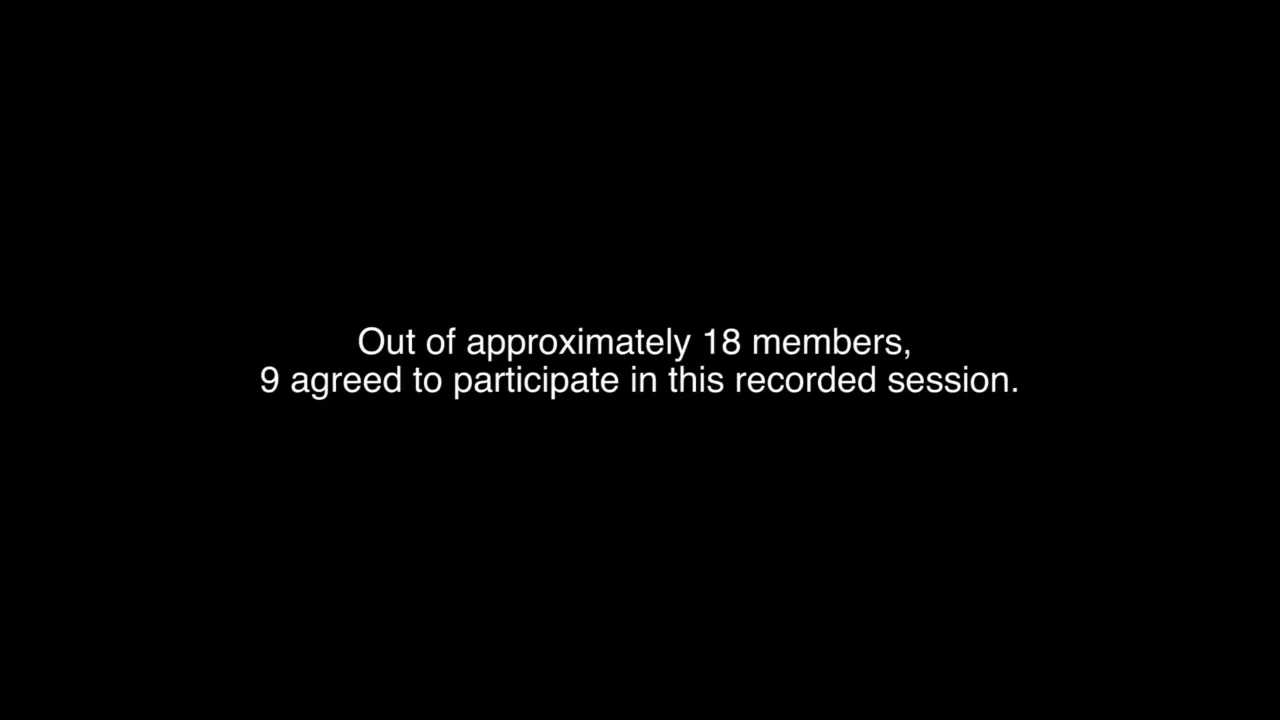 Out of approximately 18 members,
9 agreed to participate in this recorded session.